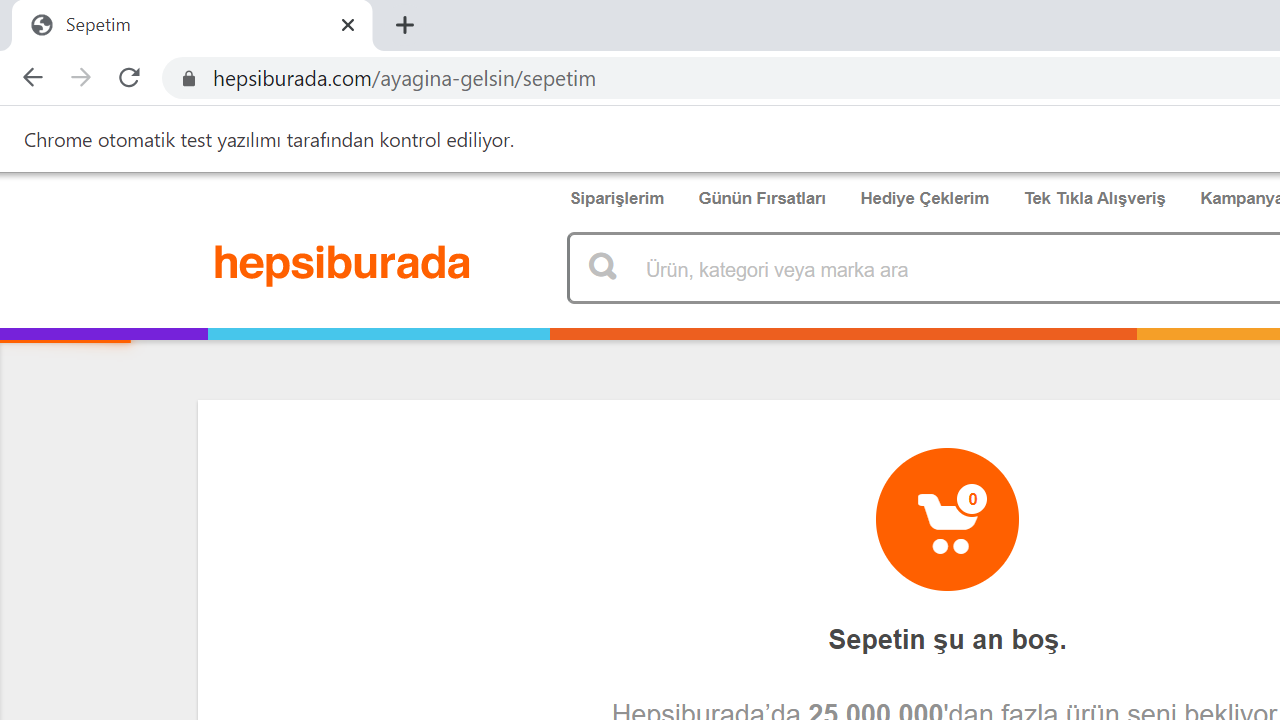 Sepetim
hepsiburada.com/ayagina-gelsin/sepetim
Chrome otomatik test yazılımı tarafından kontrol ediliyor.
Siparişlerim Günün Fırsatları Hediye Çeklerim Tek Tıkla Alışveriş Kampanya
hepsiburada
Ürün, kategori veya marka ara
0
Sepetin şu an boş.
Hepsiburada’da 25.000.000'dan fazla ürün seni bekliyor